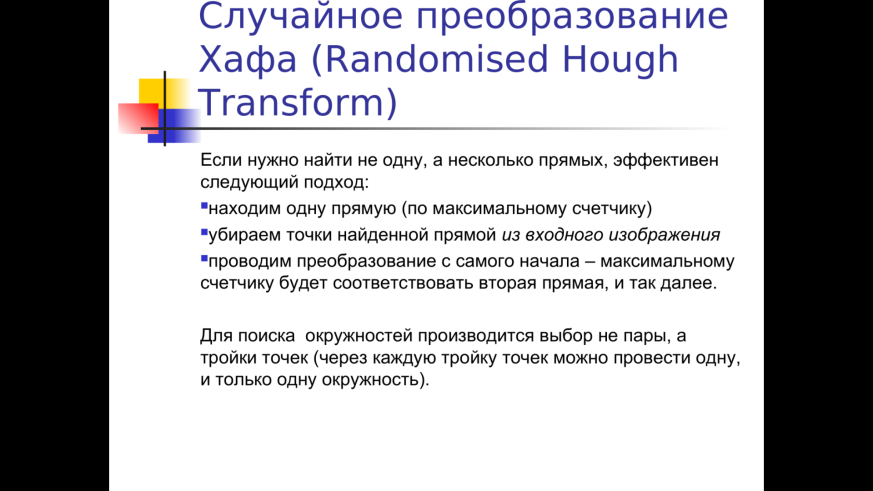 Случайное преобразование
Хафа (Randomised Hough
Transform)
Если нужно найти не одну, а несколько прямых, эффективен
следующий подход:
находим одну прямую (по максимальному счетчику)
убираем точки найденной прямой из входного изображения
проводим преобразование с самого начала – максимальному
счетчику будет соответствовать вторая прямая, и так далее.
Для поиска  окружностей производится выбор не пары, а
тройки точек (через каждую тройку точек можно провести одну,
и только одну окружность).